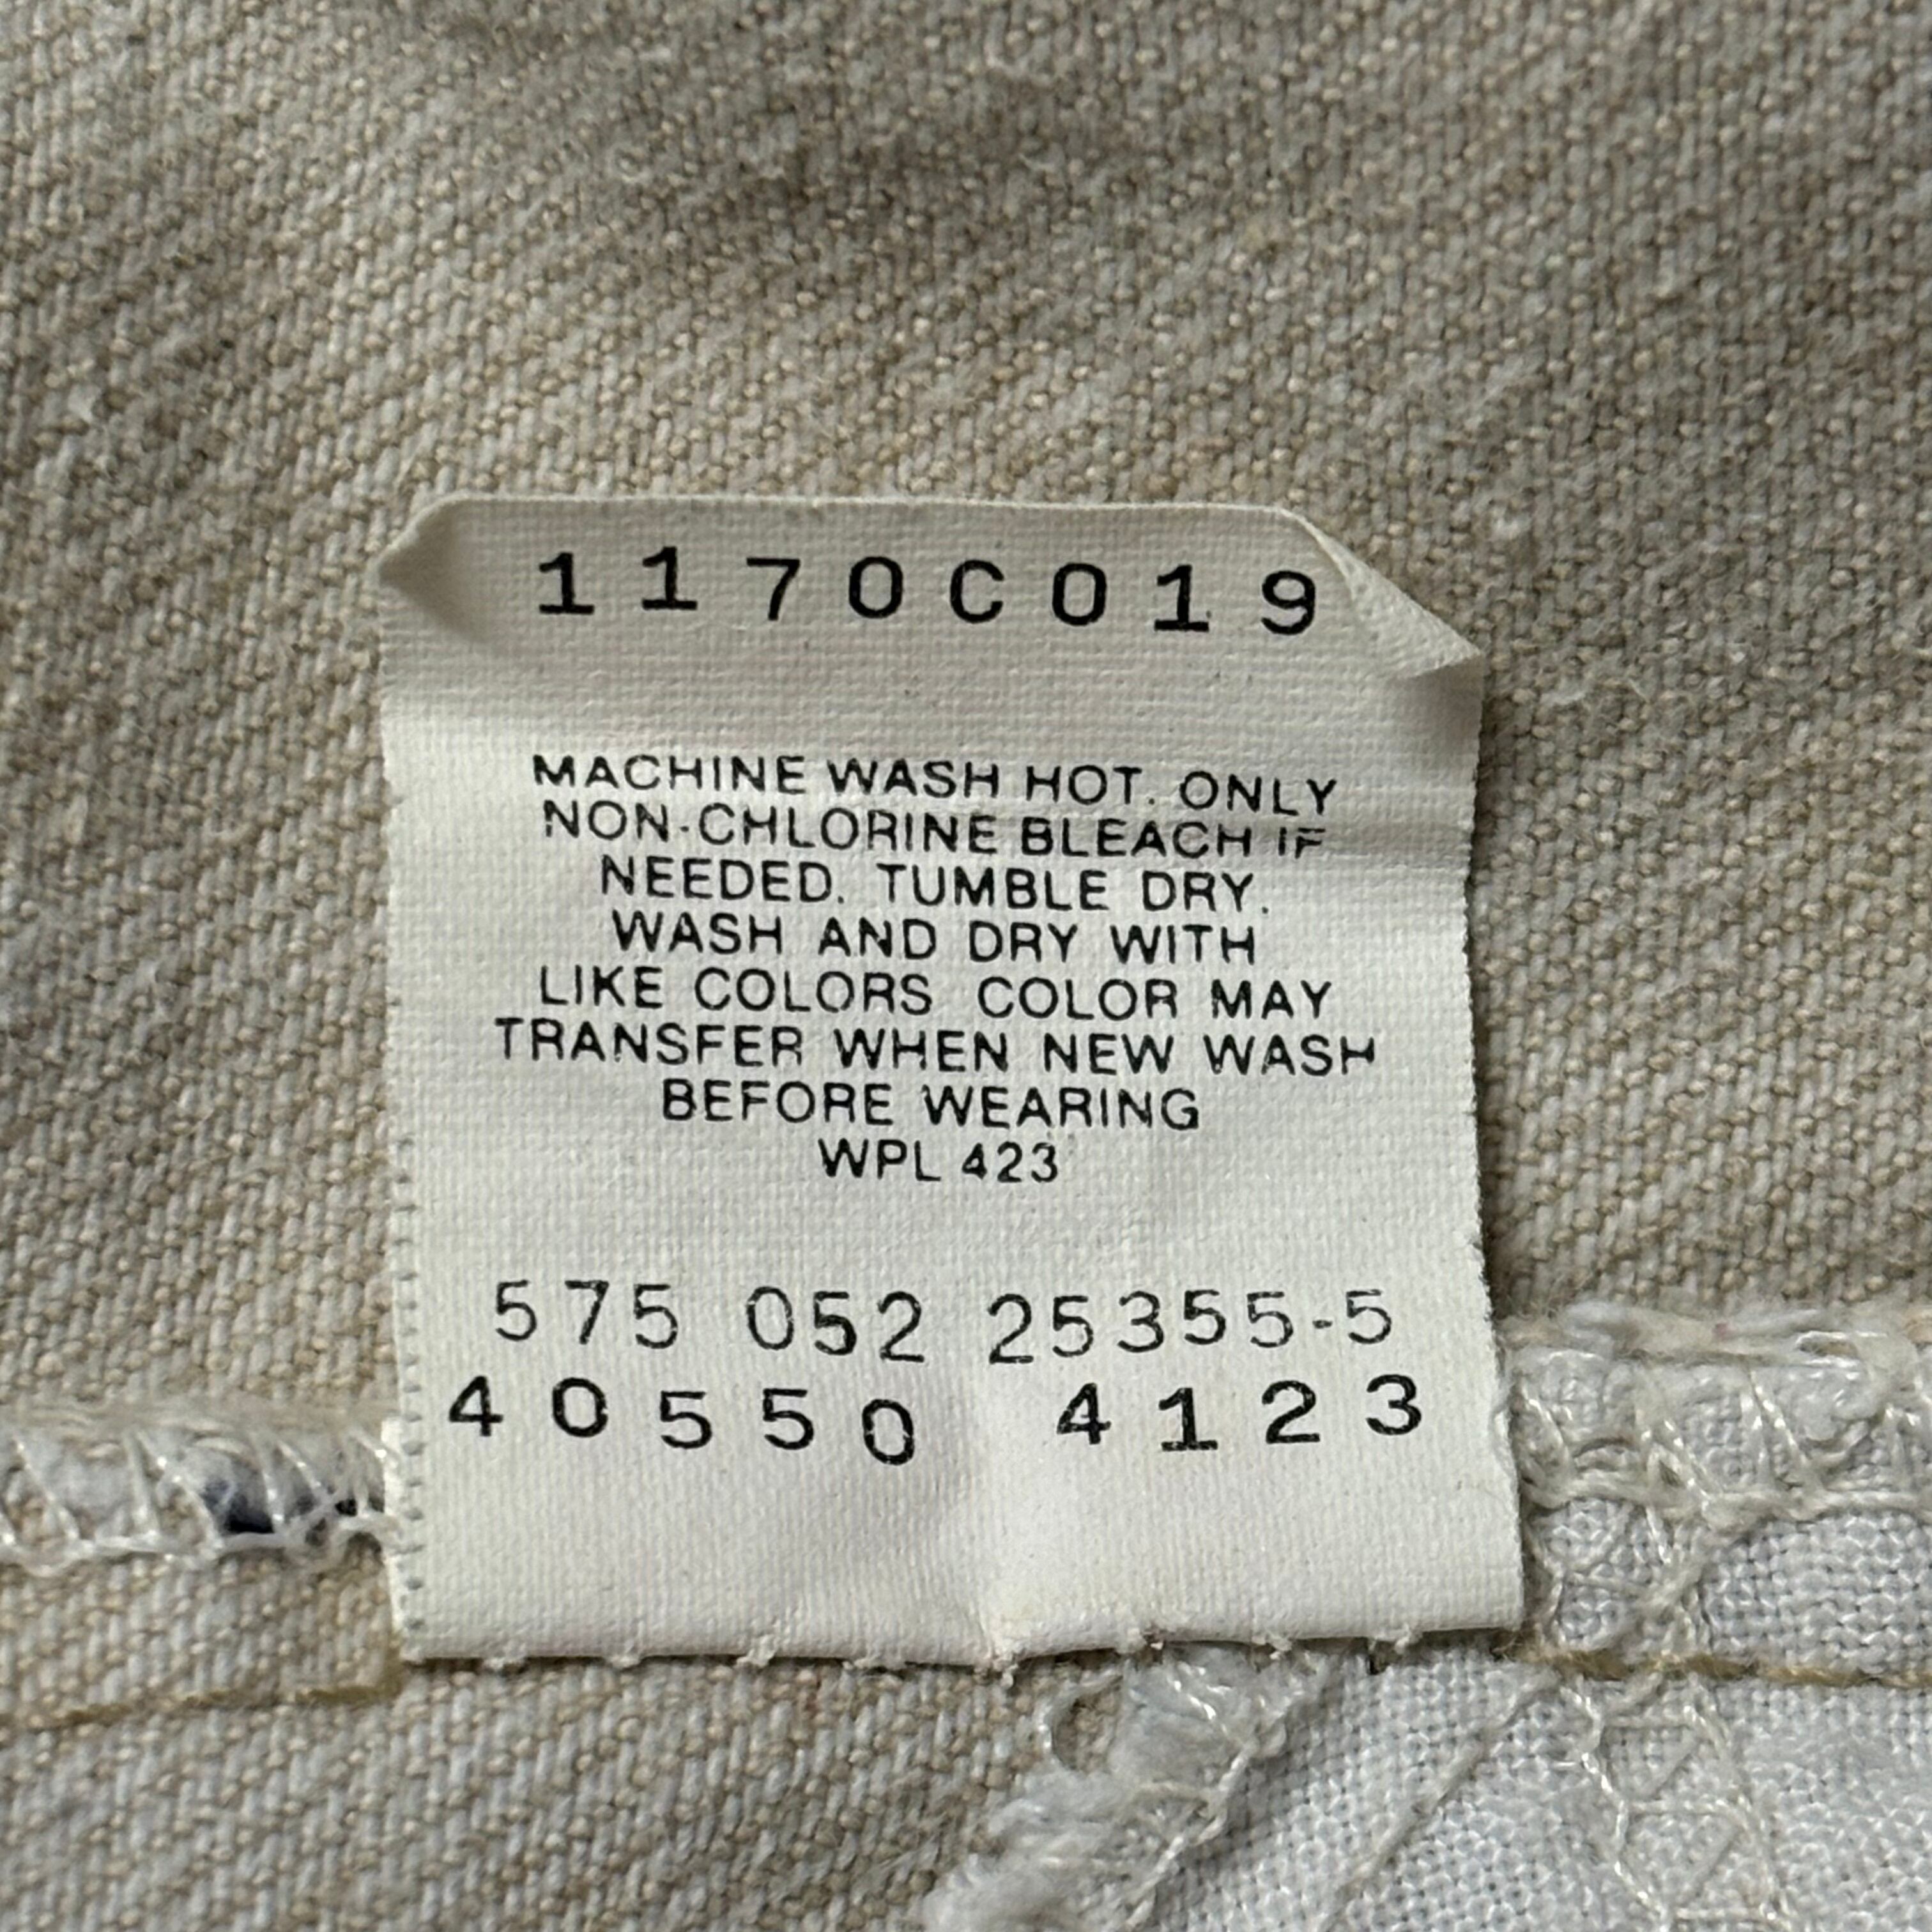 1170C019
MACHINE WASH HOT. ONLY
NON-CHLORINE BLEACH IF
NEEDED. TUMBLE DRY.
WASH AND DRY WITH
LIKE COLORS COLOR MAY
TRANSFER WHEN NEW WASH
BEFORE WEARING
WPL 423
575 052 25355-5
40550 4123